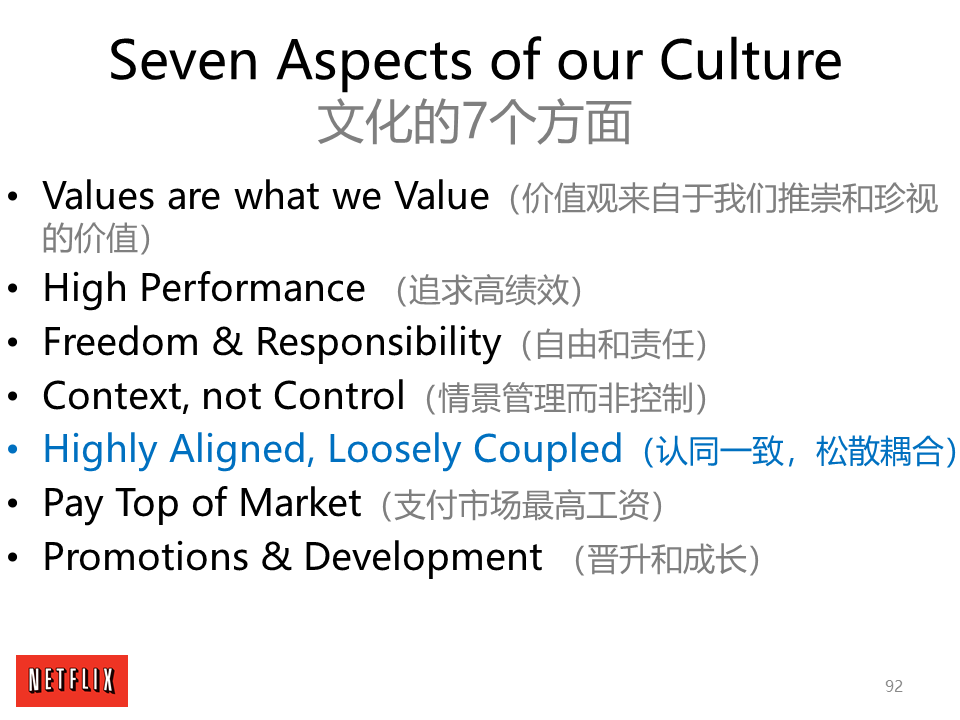 Seven Aspects of our Culture
文化的7个方面
• Values are what we Value（价值观来自于我们推崇和珍视
的价值）
• High Performance （追求高绩效）
• Freedom & Responsibility（自由和责任）
• Context, not Control（情景管理而非控制）
• Highly Aligned, Loosely Coupled（认同一致，松散耦合）
• Pay Top of Market（支付市场最高工资）
• Promotions & Development （晋升和成长）
NETFLIX
92